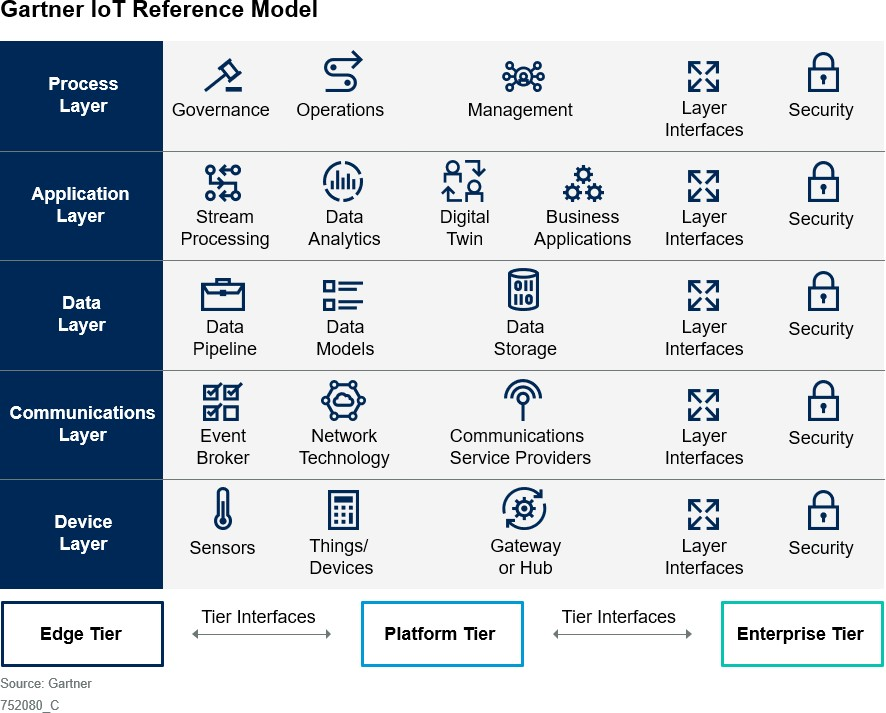 Gartner IoT Reference Model
Process
Layer
Governance
Operations
Management
Layer
Interfaces
Security
Application
Layer
Stream
Processing
Data
Analytics
Digital
Twin
Business
Applications
Layer
Interfaces
Security
Data
Layer
Data
Pipeline
Data
Models
Data
Storage
Layer
Interfaces
Security
Communications
Layer
Event
Broker
Network
Technology
Communications
Service Providers
Layer
Interfaces
Security
Device
Layer
Sensors
Things/
Devices
Gateway
or Hub
Layer
Interfaces
Security
Edge Tier
Tier Interfaces
Platform Tier
Tier Interfaces
Enterprise Tier
Source: Gartner
752080_C